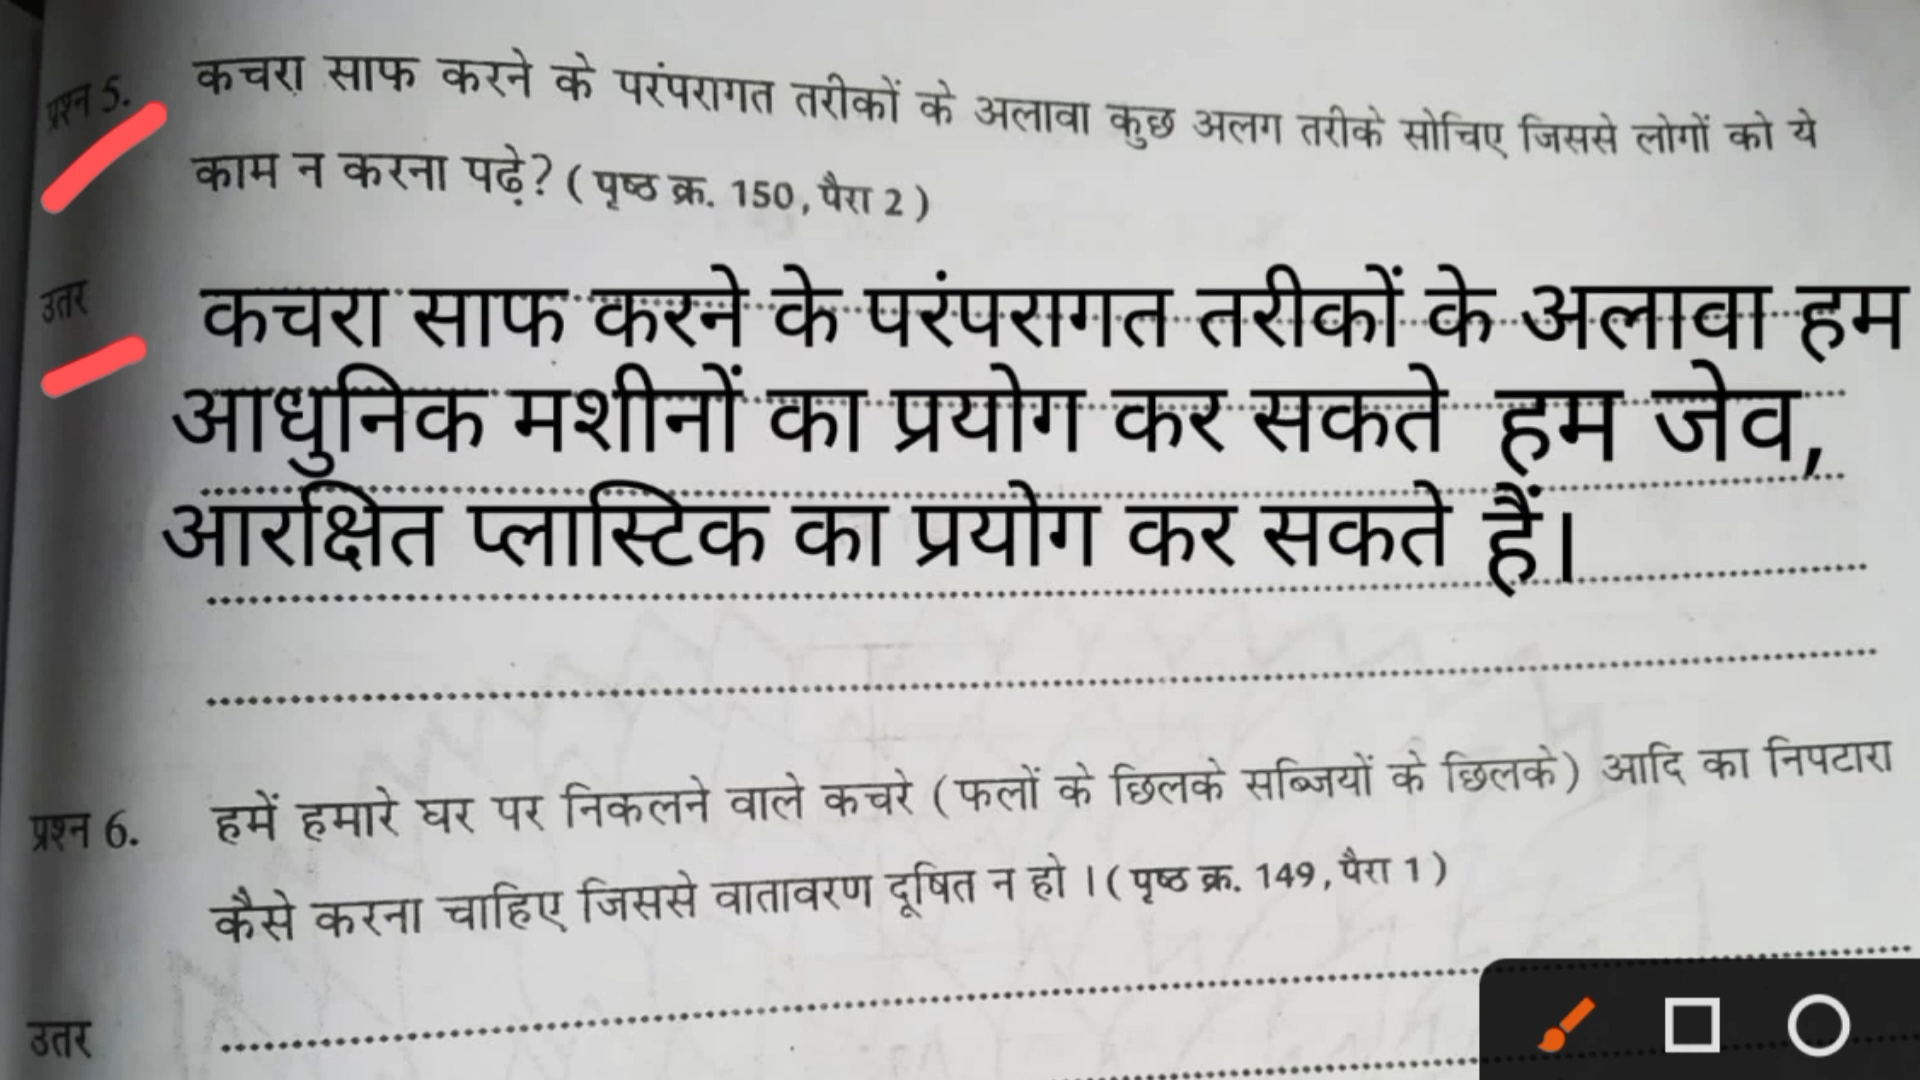 प्रश्न 5. कचरा साफ करने के परंपरागत तरीकों के अलावा कुछ अलग तरीके सोचिए जिससे लोगों को ये
काम न करना पढ़े? ( पृष्ठ क्र. 150, पैरा 2 )
उतर कचरा साफ करने के परंपरागत तरीकों के अलावा हम
आधुनिक मशीनों का प्रयोग कर सकते हम जेव,
आरक्षित प्लास्टिक का प्रयोग कर सकते हैं।
प्रश्न 6. हमें हमारे घर पर निकलने वाले कचरे ( फलों के छिलके सब्जियों के छिलके) आदि का निपटारा
कैसे करना चाहिए जिससे वातावरण दूषित न हो । ( पृष्ठ क्र. 149, पैरा 1 )
उतर